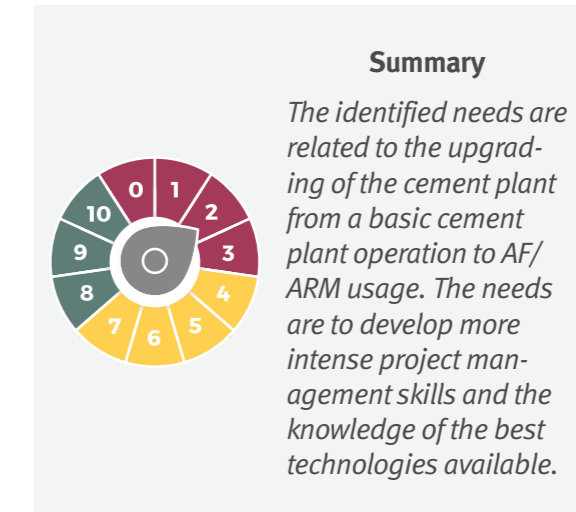 Summary
The identified needs are
related to the upgrad-
ing of the cement plant
from a basic cement
plant operation to AF/
ARM usage. The needs
are to develop more
intense project man-
agement skills and the
knowledge of the best
technologies available.
0
1
2
3
4
5
6
7
8
9
10